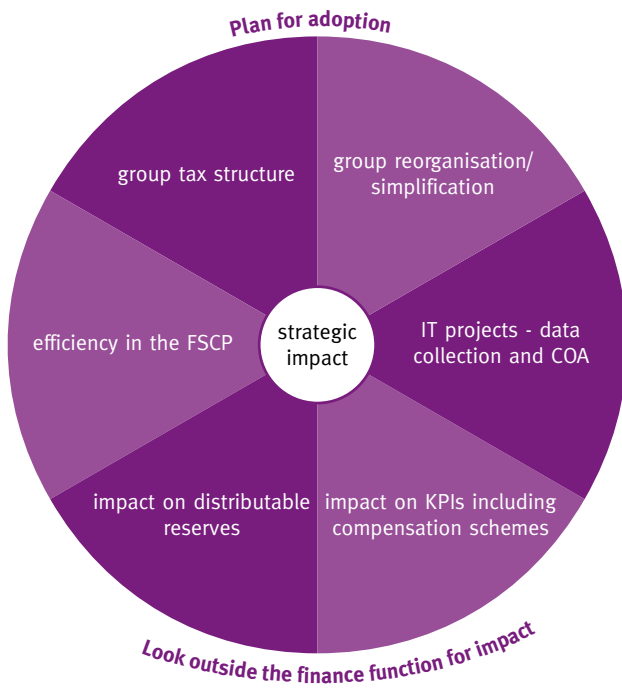 Plan for adoption
group tax structure
group reorganisation/
simplification
efficiency in the FSCP
strategic
impact
IT projects - data
collection and COA
impact on distributable
reserves
impact on KPIs including
compensation schemes
Look outside the finance function for impact